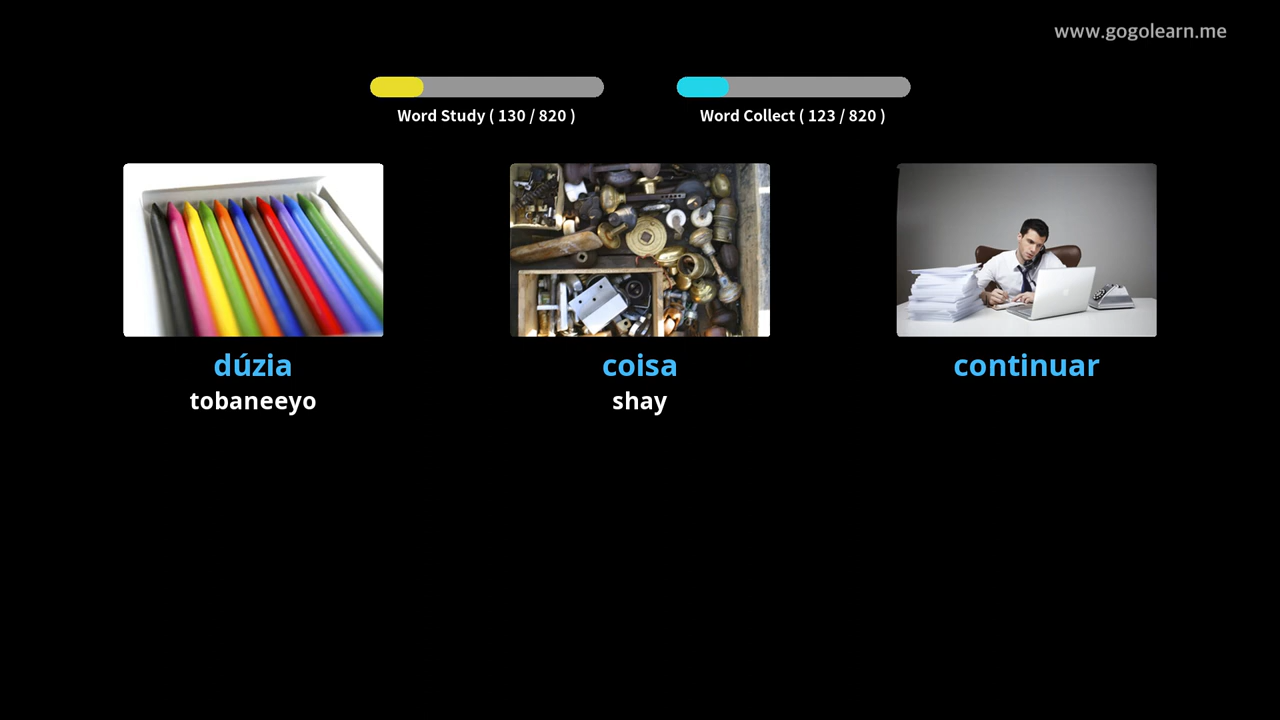 www.gogolearn.me
Word Study ( 130 / 820 )
Word Collect ( 123 / 820 )
dúzia
tobaneeyo
coisa
shay
continuar